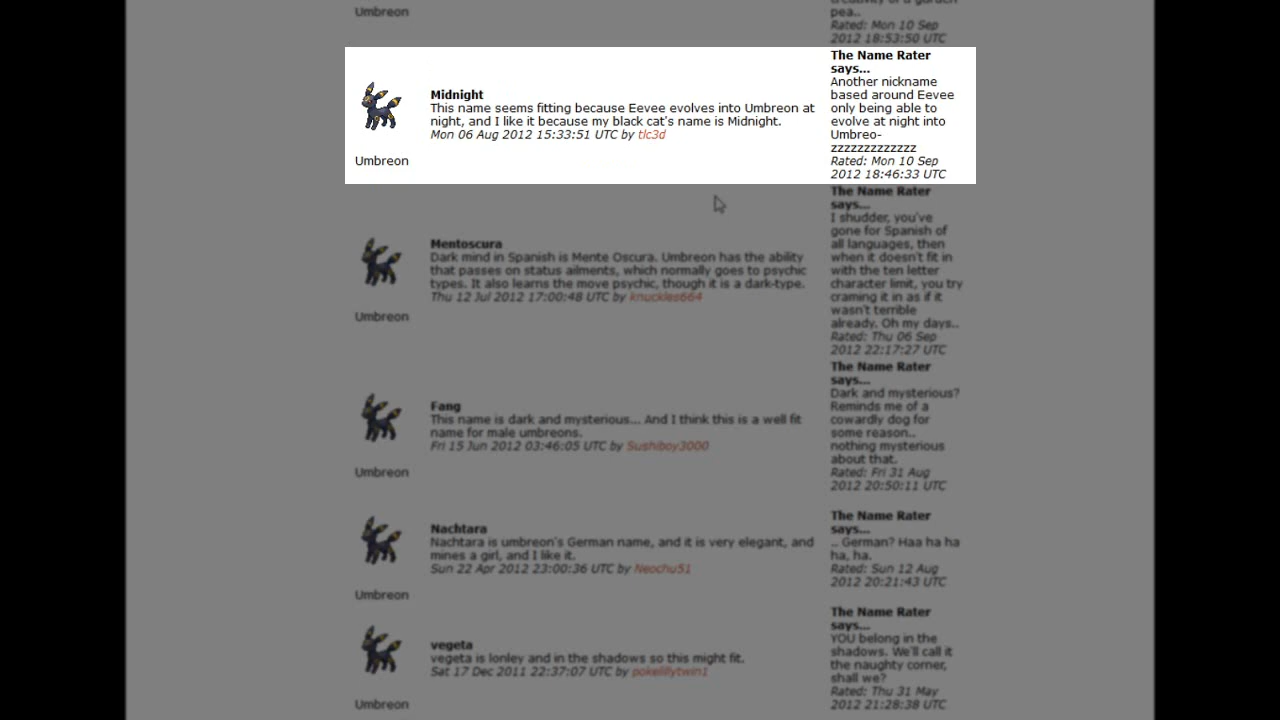 creativity of a garden
pea..
Rated: Mon 10 Sep
2012 18:53:50 UTC
Umbreon
Midnight
This name seems fitting because Eevee evolves into Umbreon at
night, and I like it because my black cat's name is Midnight.
Mon 06 Aug 2012 15:33:51 UTC by tlc3d
Umbreon
The Name Rater
says...
Another nickname
based around Eevee
only being able to
evolve at night into
Umbreo-
zzzzzzzzzzzzz
Rated: Mon 10 Sep
2012 18:46:33 UTC
Mentoscura
Dark mind in Spanish is Mente Oscura. Umbreon has the ability
that passes on status ailments, which normally goes to psychic
types. It also learns the move psychic, though it is a dark-type.
Thu 12 Jul 2012 17:00:48 UTC by knuckles664
Umbreon
The Name Rater
says...
I shudder, you've
gone for Spanish of
all languages, then
when it doesn't fit in
with the ten letter
character limit, you try
craming it in as if it
wasn't terrible
already. Oh my days..
Rated: Thu 06 Sep
2012 22:17:27 UTC
Fang
This name is dark and mysterious... And I think this is a well fit
name for male umbreons.
Fri 15 Jun 2012 03:46:05 UTC by Sushiboy3000
Umbreon
The Name Rater
says...
Dark and mysterious?
Reminds me of a
cowardly dog for
some reason..
nothing mysterious
about that.
Rated: Fri 31 Aug
2012 20:50:11 UTC
Nachtara
Nachtara is umbreon's German name, and it is very elegant, and
mines a girl, and I like it.
Sun 22 Apr 2012 23:00:36 UTC by Neochu51
Umbreon
The Name Rater
says...
.. German? Haa ha ha
ha, ha.
Rated: Sun 12 Aug
2012 20:21:43 UTC
vegeta
vegeta is lonley and in the shadows so this might fit.
Sat 17 Dec 2011 22:37:07 UTC by pokelillytwin1
Umbreon
The Name Rater
says...
YOU belong in the
shadows. We'll call it
the naughty corner,
shall we?
Rated: Thu 31 May
2012 21:28:38 UTC